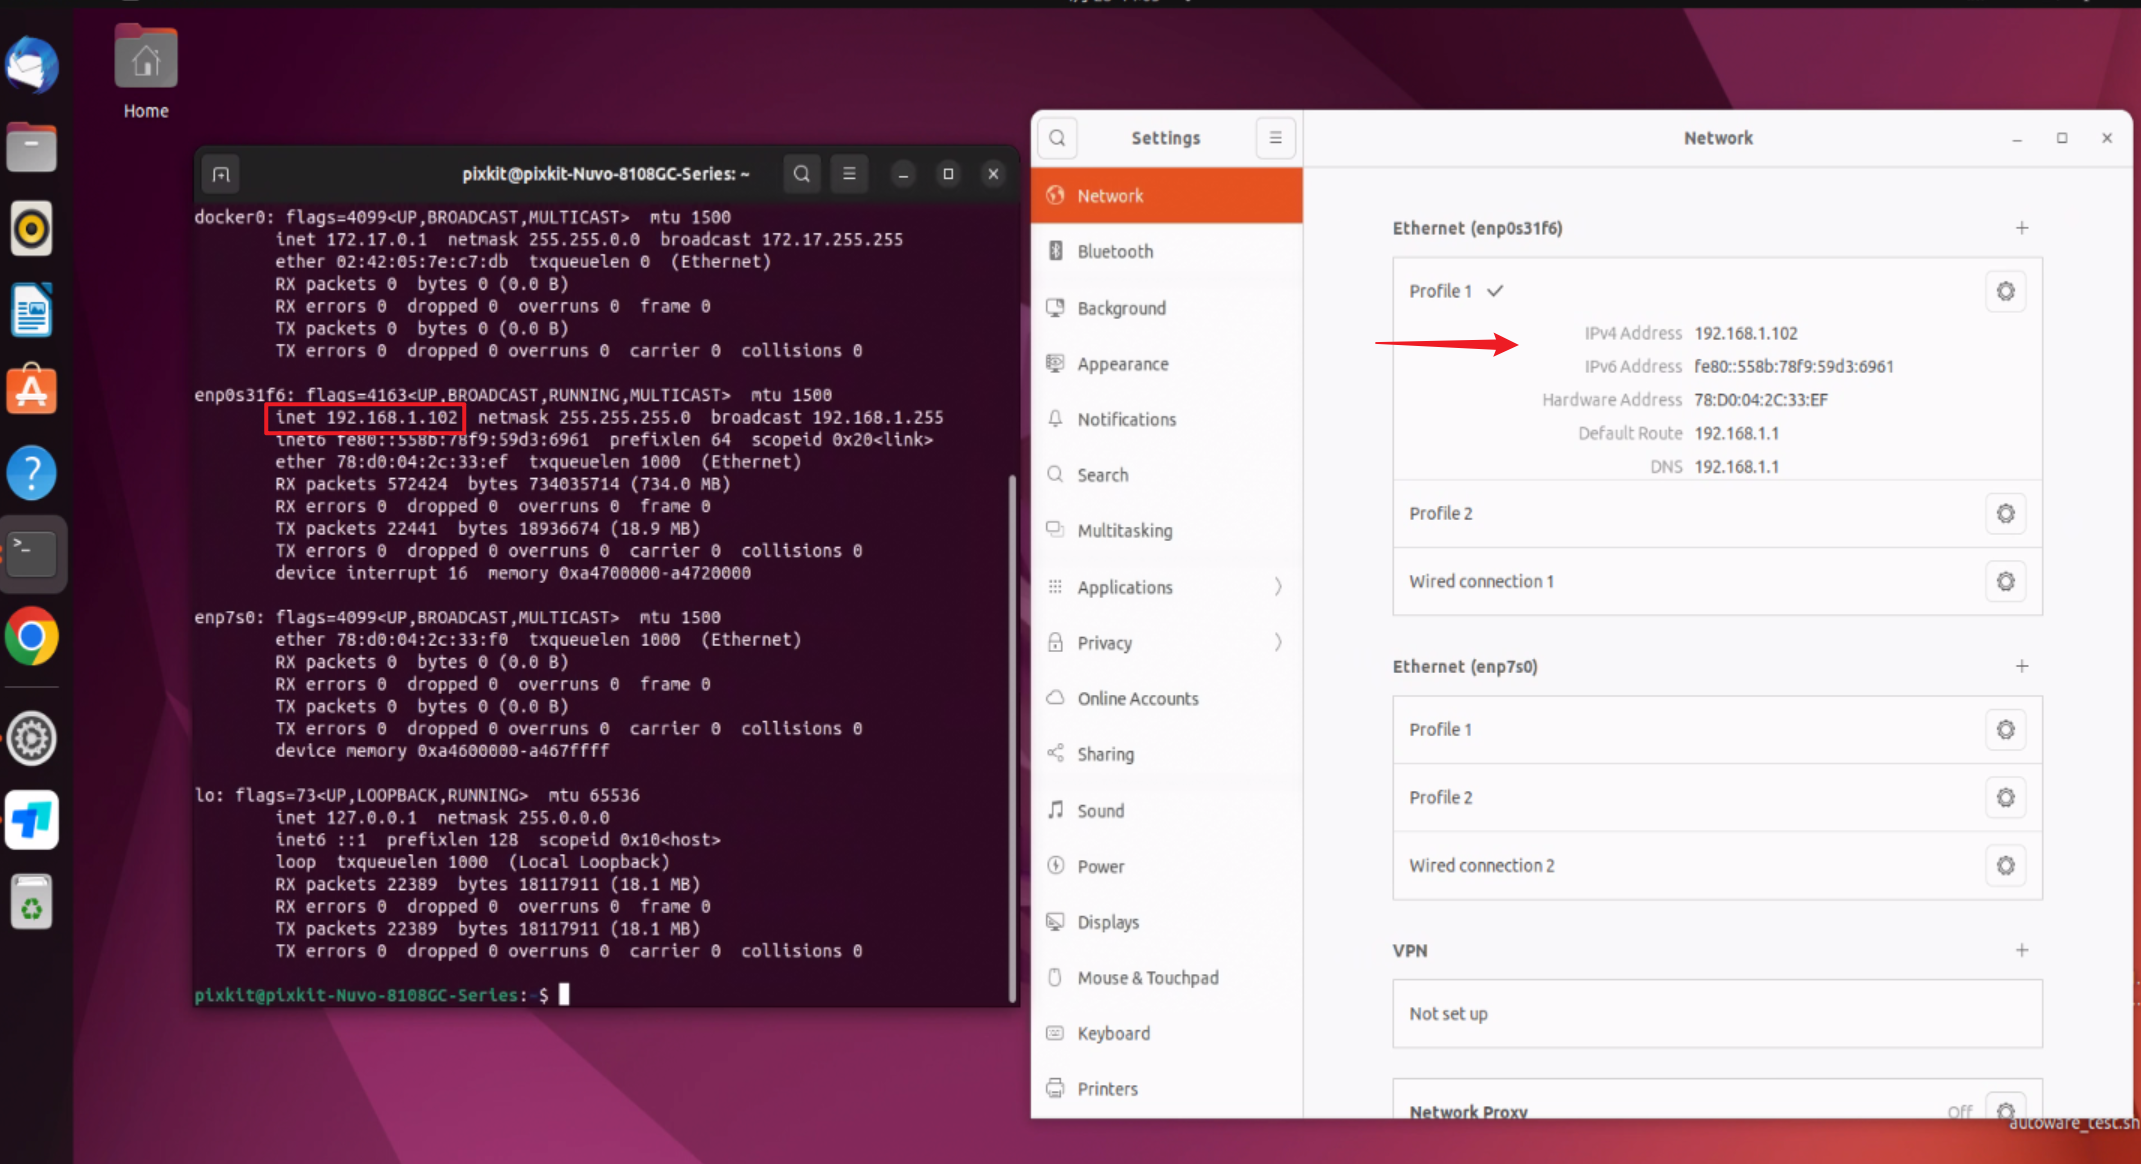 Home
pixkit@pixkit-Nuvo-8108GC-Series: ~
docker0: flags=4099<UP,BROADCAST,MULTICAST>  mtu 1500
inet 172.17.0.1  netmask 255.255.0.0  broadcast 172.17.255.255
ether 02:42:05:7e:c7:db  txqueuelen 0  (Ethernet)
RX packets 0  bytes 0 (0.0 B)
RX errors 0  dropped 0  overruns 0  frame 0
TX packets 0  bytes 0 (0.0 B)
TX errors 0  dropped 0 overruns 0  carrier 0  collisions 0
enp0s31f6: flags=4163<UP,BROADCAST,RUNNING,MULTICAST>  mtu 1500
inet 192.168.1.102  netmask 255.255.255.0  broadcast 192.168.1.255
inet6 fe80::558b:78f9:59d3:6961  prefixlen 64  scopeid 0x20<link>
ether 78:d0:04:2c:33:ef  txqueuelen 1000  (Ethernet)
RX packets 572424  bytes 734035714 (734.0 MB)
RX errors 0  dropped 0  overruns 0  frame 0
TX packets 22441  bytes 18936674 (18.9 MB)
TX errors 0  dropped 0 overruns 0  carrier 0  collisions 0
device interrupt 16  memory 0xa4700000-a4720000
enp7s0: flags=4099<UP,BROADCAST,MULTICAST>  mtu 1500
ether 78:d0:04:2c:33:f0  txqueuelen 1000  (Ethernet)
RX packets 0  bytes 0 (0.0 B)
RX errors 0  dropped 0  overruns 0  frame 0
TX packets 0  bytes 0 (0.0 B)
TX errors 0  dropped 0 overruns 0  carrier 0  collisions 0
device memory 0xa4600000-a467ffff
lo: flags=73<UP,LOOPBACK,RUNNING>  mtu 65536
inet 127.0.0.1  netmask 255.0.0.0
inet6 ::1  prefixlen 128  scopeid 0x10<host>
loop  txqueuelen 1000  (Local Loopback)
RX packets 22389  bytes 18117911 (18.1 MB)
RX errors 0  dropped 0  overruns 0  frame 0
TX packets 22389  bytes 18117911 (18.1 MB)
TX errors 0  dropped 0 overruns 0  carrier 0  collisions 0
pixkit@pixkit-Nuvo-8108GC-Series:~$
Settings
Network
Bluetooth
Background
Appearance
Notifications
Search
Multitasking
Applications
Privacy
Online Accounts
Sharing
Sound
Power
Displays
Mouse & Touchpad
Keyboard
Printers
Network
Ethernet (enp0s31f6)
Profile 1
IPv4 Address 192.168.1.102
IPv6 Address fe80::558b:78f9:59d3:6961
Hardware Address 78:D0:04:2C:33:EF
Default Route 192.168.1.1
DNS 192.168.1.1
Profile 2
Wired connection 1
Ethernet (enp7s0)
Profile 1
Profile 2
Wired connection 2
VPN
Not set up
Network Proxy Off
autoware_test.sh